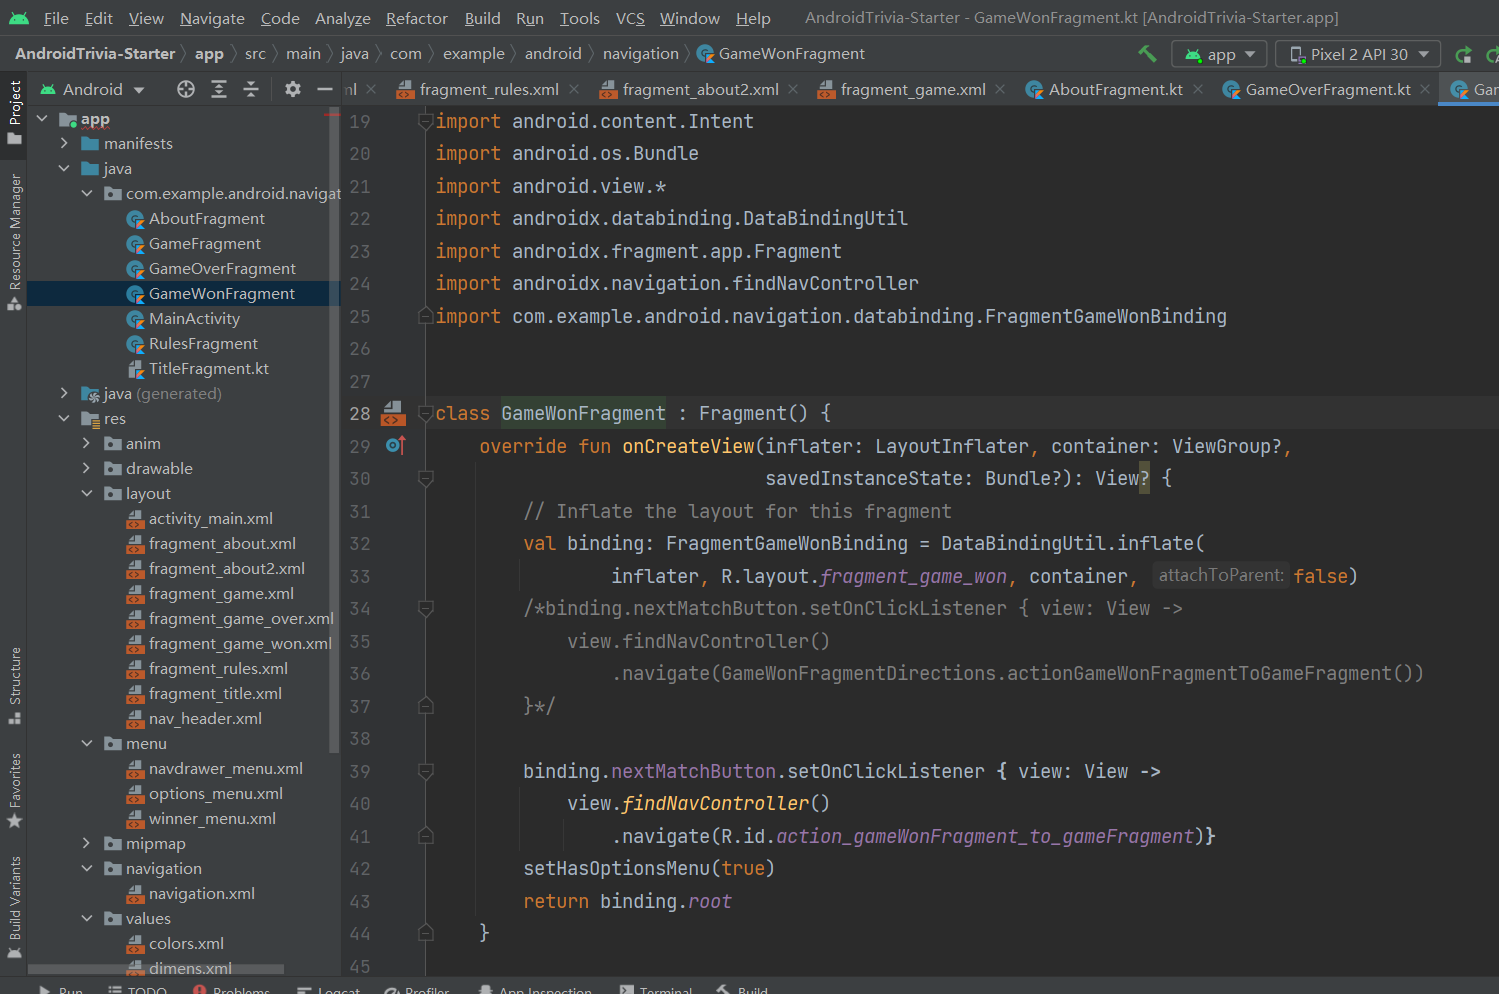 File Edit View Navigate Code Analyze Refactor Build Run Tools VCS Window Help AndroidTrivia-Starter - GameWonFragment.kt [AndroidTrivia-Starter.app]
AndroidTrivia-Starter app src main java com example android navigation GameWonFragment app Pixel 2 API 30
Android ml fragment_rules.xml fragment_about2.xml fragment_game.xml AboutFragment.kt GameOverFragment.kt Gam
Project
Resource Manager
Structure
Favorites
Build Variants
app
manifests
java
com.example.android.navigat
AboutFragment
GameFragment
GameOverFragment
GameWonFragment
MainActivity
RulesFragment
TitleFragment.kt
java (generated)
res
anim
drawable
layout
activity_main.xml
fragment_about.xml
fragment_about2.xml
fragment_game.xml
fragment_game_over.xml
fragment_game_won.xml
fragment_rules.xml
fragment_title.xml
nav_header.xml
menu
navdrawer_menu.xml
options_menu.xml
winner_menu.xml
mipmap
navigation
navigation.xml
values
colors.xml
dimens.xml
19 import android.content.Intent
20 import android.os.Bundle
21 import android.view.*
22 import androidx.databinding.DataBindingUtil
23 import androidx.fragment.app.Fragment
24 import androidx.navigation.findNavController
25 import com.example.android.navigation.databinding.FragmentGameWonBinding
26
27
28 class GameWonFragment : Fragment() {
29 override fun onCreateView(inflater: LayoutInflater, container: ViewGroup?,
30 savedInstanceState: Bundle?): View? {
31 // Inflate the layout for this fragment
32 val binding: FragmentGameWonBinding = DataBindingUtil.inflate(
33 inflater, R.layout.fragment_game_won, container, attachToParent: false)
34 /*binding.nextMatchButton.setOnClickListener { view: View ->
35 view.findNavController()
36 .navigate(GameWonFragmentDirections.actionGameWonFragmentToGameFragment())
37 }*/
38
39 binding.nextMatchButton.setOnClickListener { view: View ->
40 view.findNavController()
41 .navigate(R.id.action_gameWonFragment_to_gameFragment)}
42 setHasOptionsMenu(true)
43 return binding.root
44 }
45
Run TODO Problems Logcat Profiler App Inspection Terminal Build